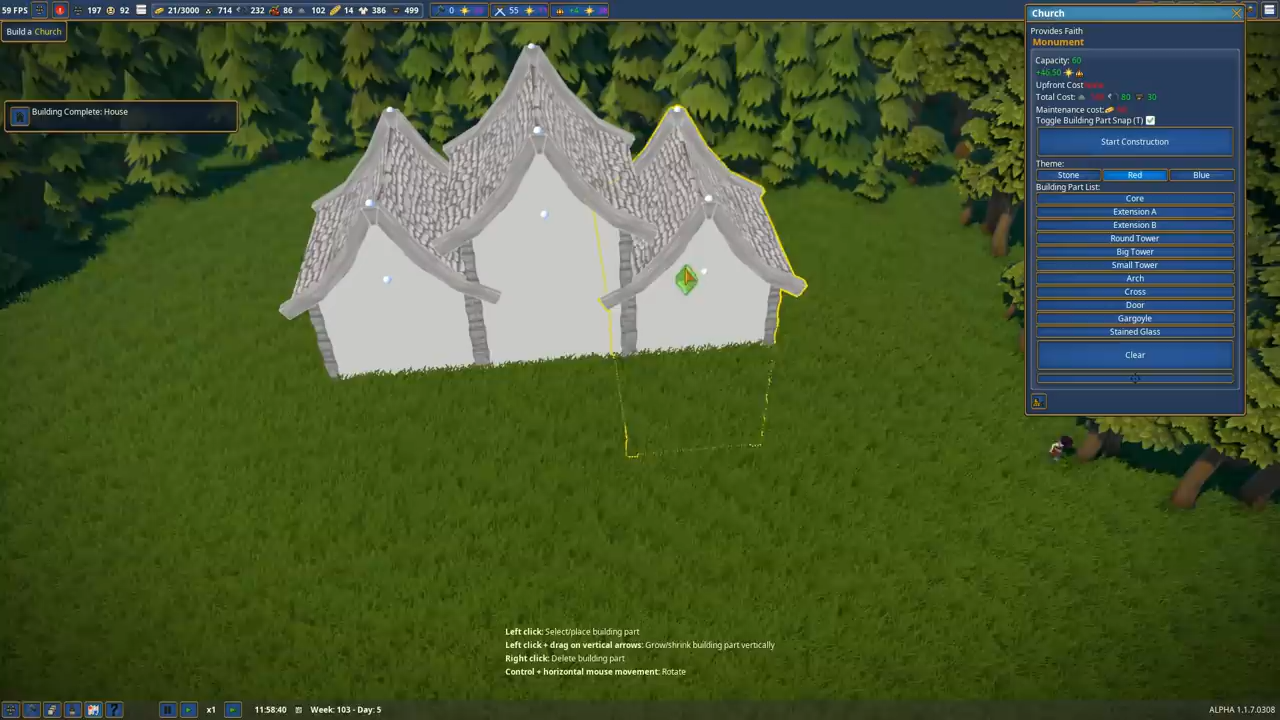 59 FPS 197 92 21/3000 714 232 86 102 14 386 499 0 55 +4
Build a Church
Building Complete: House
Church
Provides Faith
Monument
Capacity: 60
+46.50
Upfront Cost
Total Cost: 80 30
Maintenance cost:
Toggle Building Part Snap (T)
Start Construction
Theme:
Stone Red Blue
Building Part List:
Core
Extension A
Extension B
Round Tower
Big Tower
Small Tower
Arch
Cross
Door
Gargoyle
Stained Glass
Clear
Left click: Select/place building part
Left click + drag on vertical arrows: Grow/shrink building part vertically
Right click: Delete building part
Control + horizontal mouse movement: Rotate
x1 11:58:40 Week: 103 - Day: 5
ALPHA 1.1.7.0308